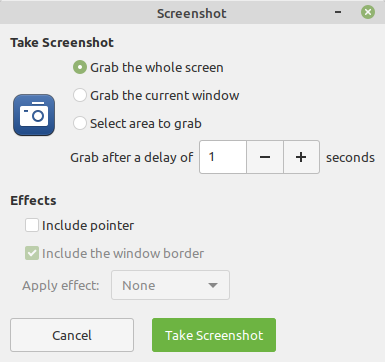 Screenshot
Take Screenshot
Grab the whole screen
Grab the current window
Select area to grab
Grab after a delay of 1 seconds
Effects
Include pointer
Include the window border
Apply effect: None
Cancel Take Screenshot